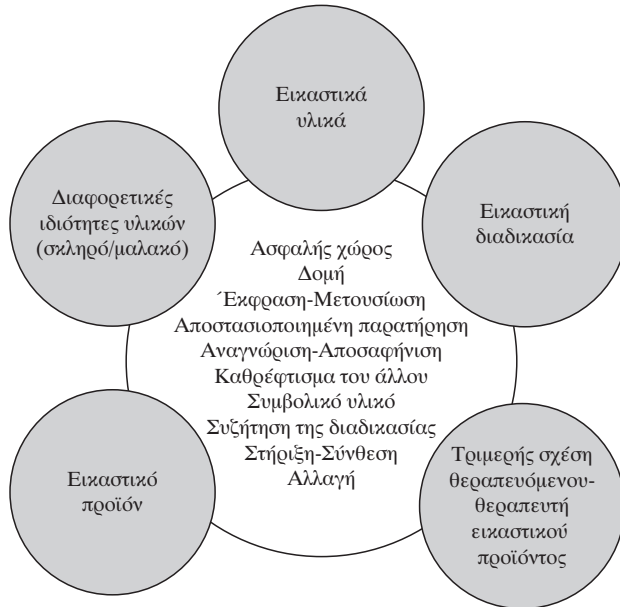 Εικαστικά
υλικά
Διαφορετικές
ιδιότητες υλικών
(σκληρό/μαλακό)
Εικαστική
διαδικασία
Ασφαλής χώρος
Δομή
Έκφραση-Μετουσίωση
Αποστασιοποιημένη παρατήρηση
Αναγνώριση-Αποσαφήνιση
Καθρέφτισμα του άλλου
Συμβολικό υλικό
Συζήτηση της διαδικασίας
Στήριξη-Σύνθεση
Αλλαγή
Εικαστικό
προϊόν
Τριμερής σχέση
θεραπευόμενου-
θεραπευτή
εικαστικού
προϊόντος